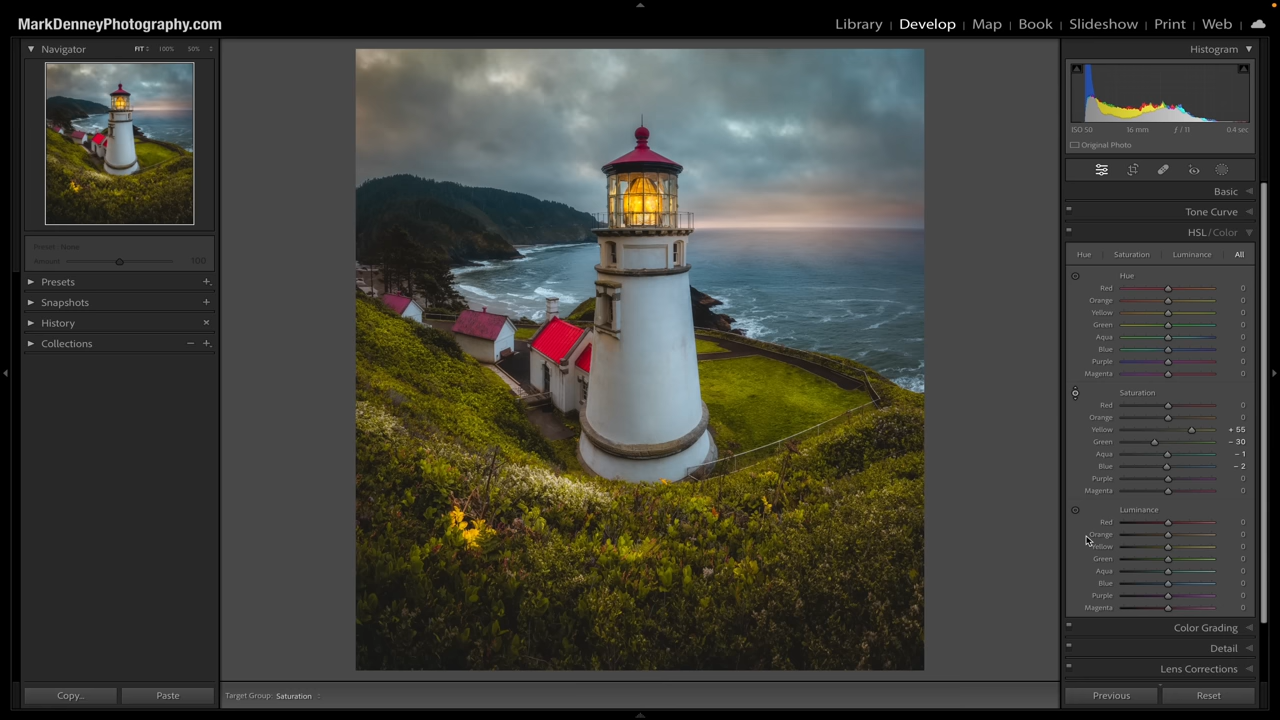 MarkDenneyPhotography.com
Library | Develop | Map | Book | Slideshow | Print | Web
Navigator FIT 100% 50%
Histogram
ISO 50 16 mm ƒ / 11 0.4 sec
Original Photo
Basic
Tone Curve
HSL / Color
Hue Saturation Luminance All
Hue
Red 0
Orange 0
Yellow 0
Green 0
Aqua 0
Blue 0
Purple 0
Magenta 0
Saturation
Red 0
Orange 0
Yellow + 55
Green − 30
Aqua − 1
Blue − 2
Purple 0
Magenta 0
Luminance
Red 0
Orange 0
Yellow 0
Green 0
Aqua 0
Blue 0
Purple 0
Magenta 0
Color Grading
Detail
Lens Corrections
Previous Reset
Preset : None
Amount 100
Presets
Snapshots
History
Collections
Copy... Paste
Target Group: Saturation